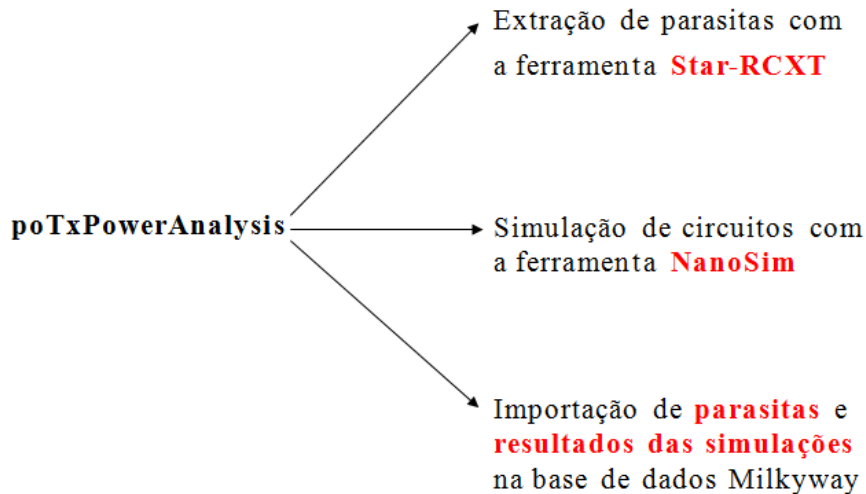 Extração de parasitas com
a ferramenta Star-RCXT
poTxPowerAnalysis
Simulação de circuitos com
a ferramenta NanoSim
Importação de parasitas e
resultados das simulações
na base de dados Milkyway